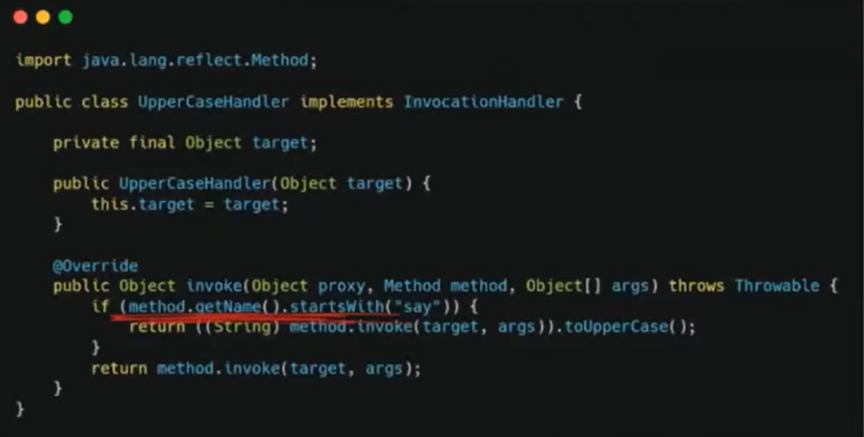 import java.lang.reflect.Method;
public class UpperCaseHandler implements InvocationHandler {
private final Object target;
public UpperCaseHandler(Object target) {
this.target = target;
}
@Override
public Object invoke(Object proxy, Method method, Object[] args) throws Throwable {
if (method.getName().startsWith("say")) {
return ((String) method.invoke(target, args)).toUpperCase();
}
return method.invoke(target, args);
}
}